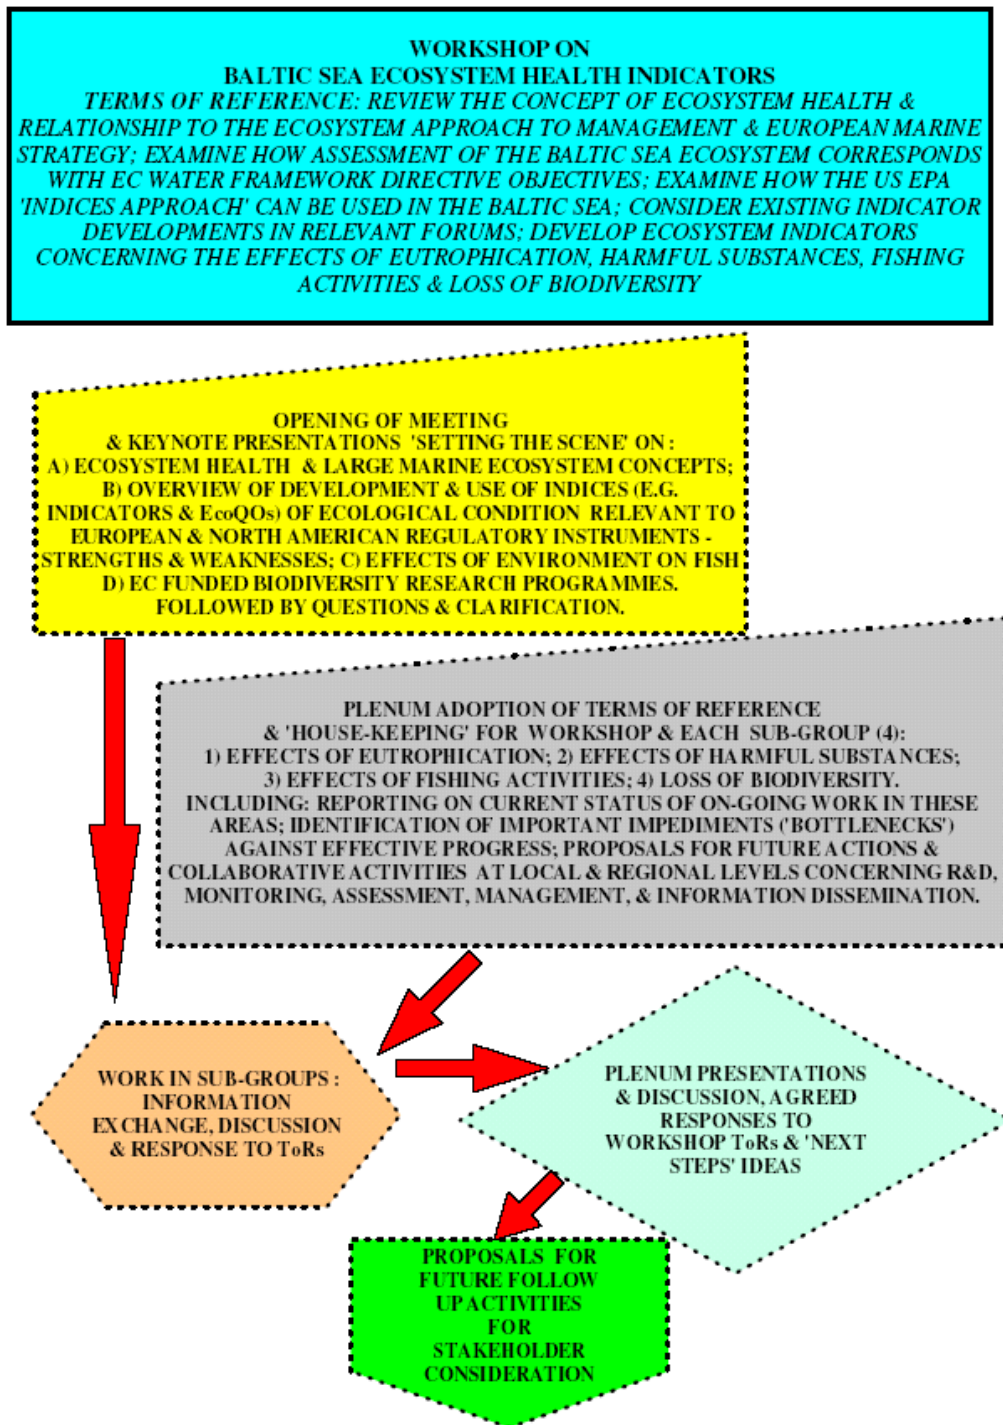 WORKSHOP ON
BALTIC SEA ECOSYSTEM HEALTH INDICATORS
TERMS OF REFERENCE: REVIEW THE CONCEPT OF ECOSYSTEM HEALTH &
RELATIONSHIP TO THE ECOSYSTEM APPROACH TO MANAGEMENT & EUROPEAN MARINE
STRATEGY; EXAMINE HOW ASSESSMENT OF THE BALTIC SEA ECOSYSTEM CORRESPONDS
WITH EC WATER FRAMEWORK DIRECTIVE OBJECTIVES; EXAMINE HOW THE US EPA
'INDICES APPROACH' CAN BE USED IN THE BALTIC SEA; CONSIDER EXISTING INDICATOR
DEVELOPMENTS IN RELEVANT FORUMS; DEVELOP ECOSYSTEM INDICATORS
CONCERNING THE EFFECTS OF EUTROPHICATION, HARMFUL SUBSTANCES, FISHING
ACTIVITIES & LOSS OF BIODIVERSITY
OPENING OF MEETING
& KEYNOTE PRESENTATIONS 'SETTING THE SCENE' ON :
A) ECOSYSTEM HEALTH & LARGE MARINE ECOSYSTEM CONCEPTS;
B) OVERVIEW OF DEVELOPMENT & USE OF INDICES (E.G.
INDICATORS & EcoQOs) OF ECOLOGICAL CONDITION RELEVANT TO
EUROPEAN & NORTH AMERICAN REGULATORY INSTRUMENTS -
STRENGTHS & WEAKNESSES; C) EFFECTS OF ENVIRONMENT ON FISH
D) EC FUNDED BIODIVERSITY RESEARCH PROGRAMMES.
FOLLOWED BY QUESTIONS & CLARIFICATION.
PLENUM ADOPTION OF TERMS OF REFERENCE
& 'HOUSE-KEEPING' FOR WORKSHOP & EACH SUB-GROUP (4):
1) EFFECTS OF EUTROPHICATION; 2) EFFECTS OF HARMFUL SUBSTANCES;
3) EFFECTS OF FISHING ACTIVITIES; 4) LOSS OF BIODIVERSITY.
INCLUDING: REPORTING ON CURRENT STATUS OF ON-GOING WORK IN THESE
AREAS; IDENTIFICATION OF IMPORTANT IMPEDIMENTS ('BOTTLENECKS')
AGAINST EFFECTIVE PROGRESS; PROPOSALS FOR FUTURE ACTIONS &
COLLABORATIVE ACTIVITIES AT LOCAL & REGIONAL LEVELS CONCERNING R&D,
MONITORING, ASSESSMENT, MANAGEMENT, & INFORMATION DISSEMINATION.
WORK IN SUB-GROUPS :
INFORMATION
EXCHANGE, DISCUSSION
& RESPONSE TO ToRs
PLENUM PRESENTATIONS
& DISCUSSION, AGREED
RESPONSES TO
WORKSHOP ToRs & 'NEXT
STEPS' IDEAS
PROPOSALS FOR
FUTURE FOLLOW
UP ACTIVITIES
FOR
STAKEHOLDER
CONSIDERATION